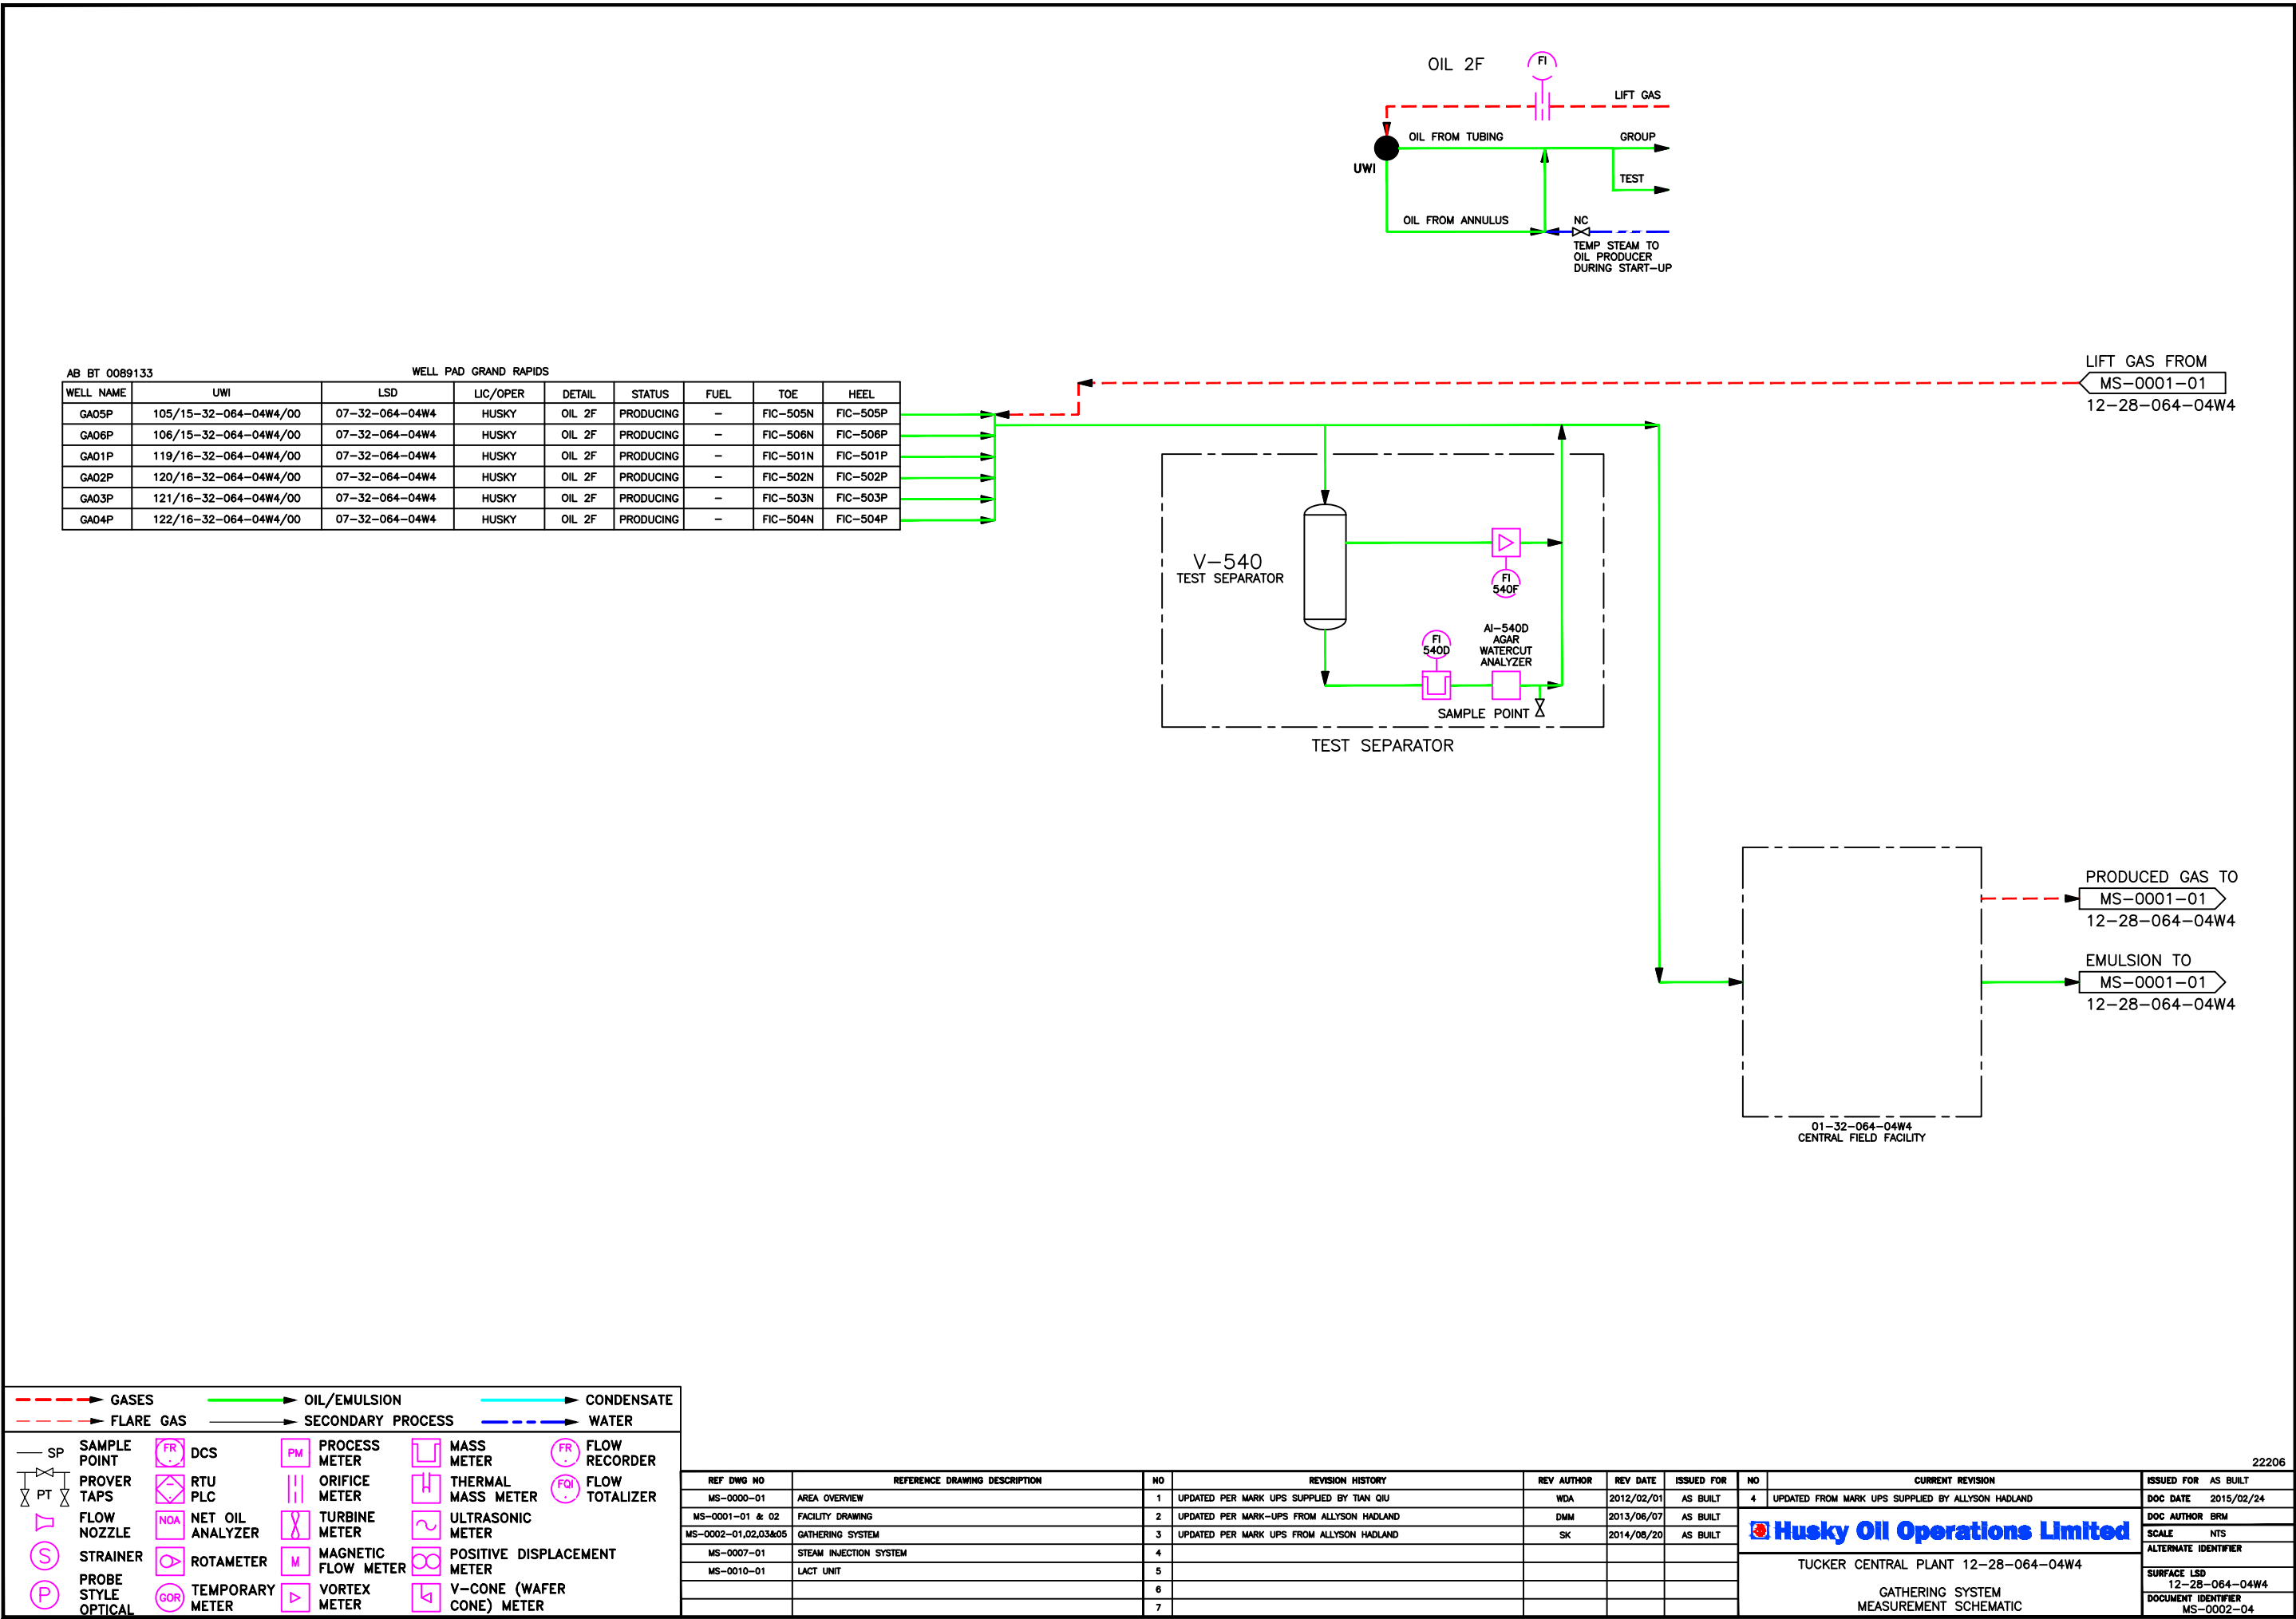 OIL 2F
FI
LIFT GAS
OIL FROM TUBING
GROUP
UWI
TEST
OIL FROM ANNULUS
NC
TEMP STEAM TO
OIL PRODUCER
DURING START-UP
AB BT 0089133
WELL PAD GRAND RAPIDS
WELL NAME UWI LSD LIC/OPER DETAIL STATUS FUEL TOE HEEL
GA05P 105/15-32-064-04W4/00 07-32-064-04W4 HUSKY OIL 2F PRODUCING - FIC-505N FIC-505P
GA06P 106/15-32-064-04W4/00 07-32-064-04W4 HUSKY OIL 2F PRODUCING - FIC-506N FIC-506P
GA01P 119/16-32-064-04W4/00 07-32-064-04W4 HUSKY OIL 2F PRODUCING - FIC-501N FIC-501P
GA02P 120/16-32-064-04W4/00 07-32-064-04W4 HUSKY OIL 2F PRODUCING - FIC-502N FIC-502P
GA03P 121/16-32-064-04W4/00 07-32-064-04W4 HUSKY OIL 2F PRODUCING - FIC-503N FIC-503P
GA04P 122/16-32-064-04W4/00 07-32-064-04W4 HUSKY OIL 2F PRODUCING - FIC-504N FIC-504P
LIFT GAS FROM
MS-0001-01
12-28-064-04W4
V-540
TEST SEPARATOR
FI
540F
FI
540D
AI-540D
AGAR
WATERCUT
ANALYZER
SAMPLE POINT
TEST SEPARATOR
PRODUCED GAS TO
MS-0001-01
12-28-064-04W4
EMULSION TO
MS-0001-01
12-28-064-04W4
01-32-064-04W4
CENTRAL FIELD FACILITY
GASES
OIL/EMULSION
CONDENSATE
FLARE GAS
SECONDARY PROCESS
WATER
SP
SAMPLE
POINT
FR
DCS
PM
PROCESS
METER
MASS
METER
FR
FLOW
RECORDER
PT
PROVER
TAPS
RTU
PLC
ORIFICE
METER
THERMAL
MASS METER
FQI
FLOW
TOTALIZER
FLOW
NOZZLE
NOA
NET OIL
ANALYZER
TURBINE
METER
ULTRASONIC
METER
S
STRAINER
ROTAMETER
M
MAGNETIC
FLOW METER
POSITIVE DISPLACEMENT
METER
P
PROBE
STYLE
OPTICAL
GOR
TEMPORARY
METER
VORTEX
METER
V-CONE (WAFER
CONE) METER
REF DWG NO REFERENCE DRAWING DESCRIPTION
MS-0000-01 AREA OVERVIEW
MS-0001-01 & 02 FACILITY DRAWING
MS-0002-01,02,03&05 GATHERING SYSTEM
MS-0007-01 STEAM INJECTION SYSTEM
MS-0010-01 LACT UNIT
NO REVISION HISTORY REV AUTHOR REV DATE ISSUED FOR
1 UPDATED PER MARK UPS SUPPLIED BY TIAN QIU WDA 2012/02/01 AS BUILT
2 UPDATED PER MARK-UPS FROM ALLYSON HADLAND DMM 2013/06/07 AS BUILT
3 UPDATED PER MARK UPS FROM ALLYSON HADLAND SK 2014/08/20 AS BUILT
4
5
6
7
NO CURRENT REVISION
4 UPDATED FROM MARK UPS SUPPLIED BY ALLYSON HADLAND
Husky Oil Operations Limited
TUCKER CENTRAL PLANT 12-28-064-04W4
GATHERING SYSTEM
MEASUREMENT SCHEMATIC
22206
ISSUED FOR AS BUILT
DOC DATE 2015/02/24
DOC AUTHOR BRM
SCALE NTS
ALTERNATE IDENTIFIER
SURFACE LSD
12-28-064-04W4
DOCUMENT IDENTIFIER
MS-0002-04